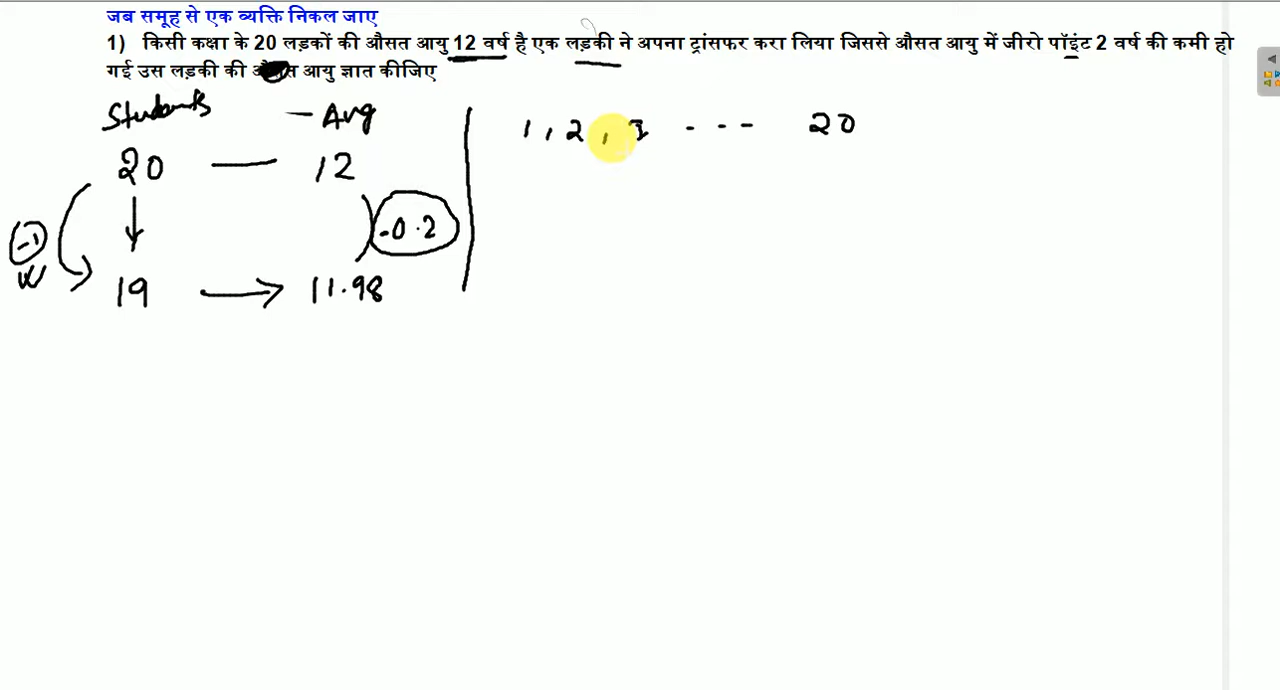 जब समूह से एक व्यक्ति निकल जाए
1) किसी कक्षा के 20 लड़कों की औसत आयु 12 वर्ष है एक लड़की ने अपना ट्रांसफर करा लिया जिससे औसत आयु में जीरो पॉइंट 2 वर्ष की कमी हो
गई उस लड़की की आयु ज्ञात कीजिए
Students - Avg
1, 2, 3 - - - 20
20 — 12
-0.2
-1
19 → 11.98